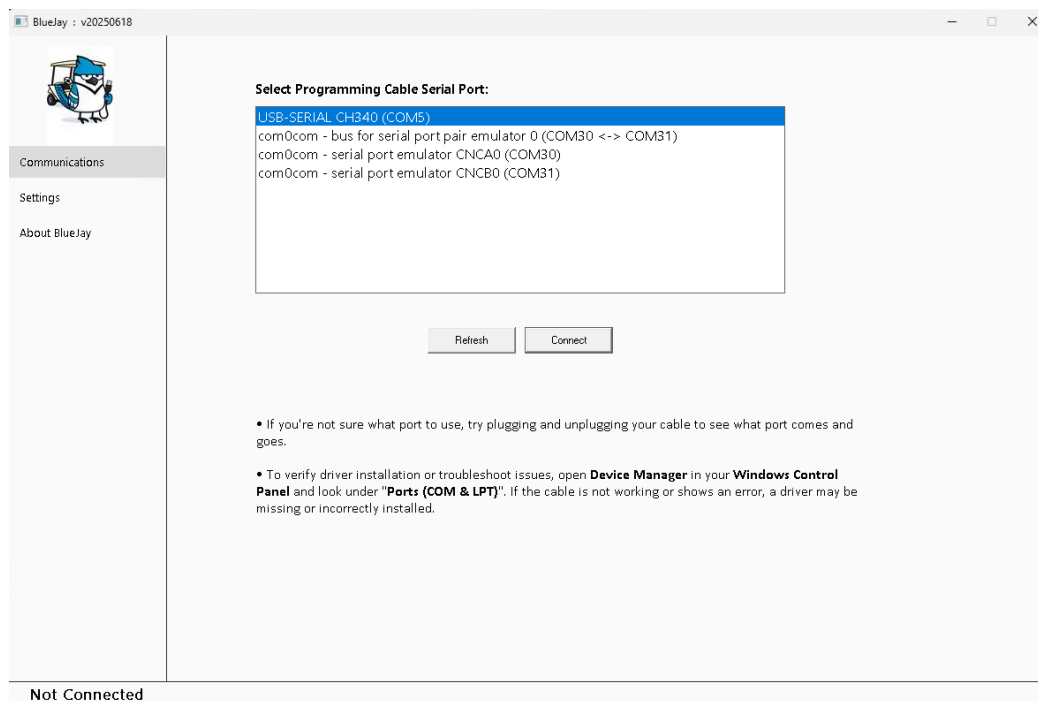 BlueJay : v20250618
Communications
Settings
About BlueJay
Select Programming Cable Serial Port:
USB-SERIAL CH340 (COM5)
com0com - bus for serial port pair emulator 0 (COM30 <-> COM31)
com0com - serial port emulator CNCA0 (COM30)
com0com - serial port emulator CNCB0 (COM31)
Refresh
Connect
• If you're not sure what port to use, try plugging and unplugging your cable to see what port comes and
goes.
• To verify driver installation or troubleshoot issues, open Device Manager in your Windows Control
Panel and look under "Ports (COM & LPT)". If the cable is not working or shows an error, a driver may be
missing or incorrectly installed.
Not Connected